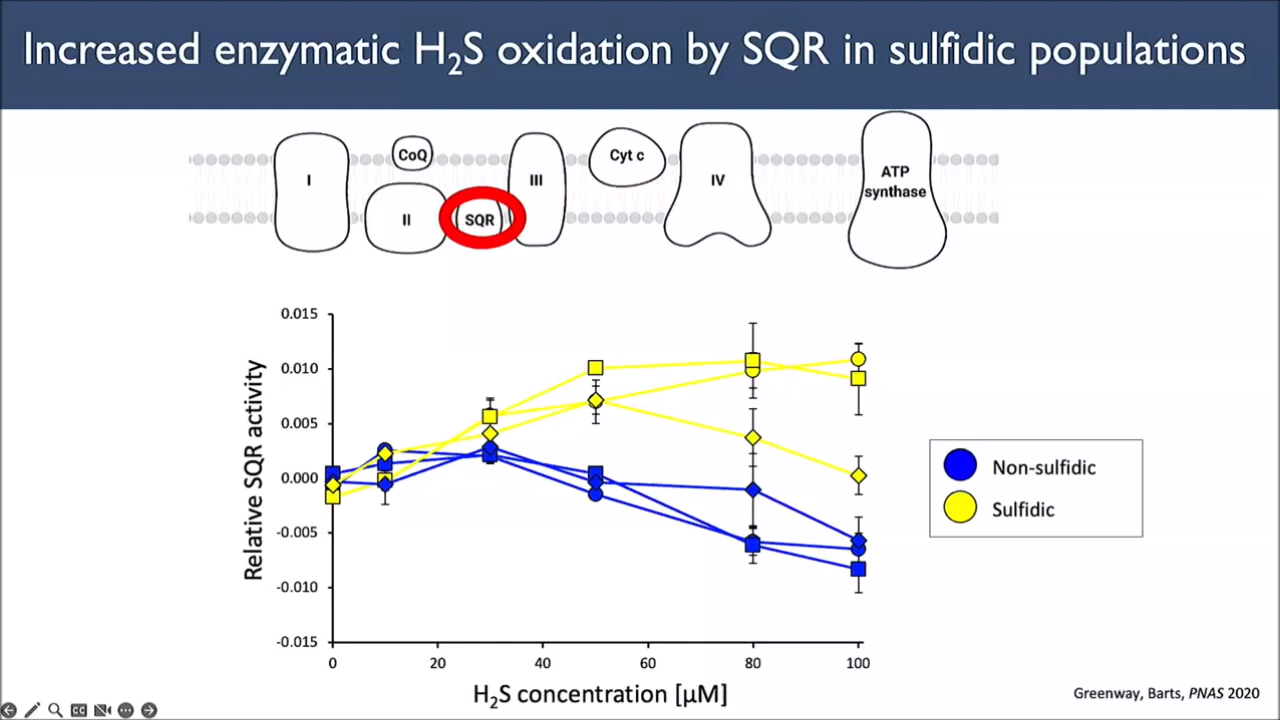 Increased enzymatic H₂S oxidation by SQR in sulfidic populations
I
CoQ
II
SQR
III
Cyt c
IV
ATP
synthase
0.015
0.010
0.005
0.000
-0.005
-0.010
-0.015
Relative SQR activity
0
20
40
60
80
100
H₂S concentration [µM]
Non-sulfidic
Sulfidic
Greenway, Barts, PNAS 2020
CC